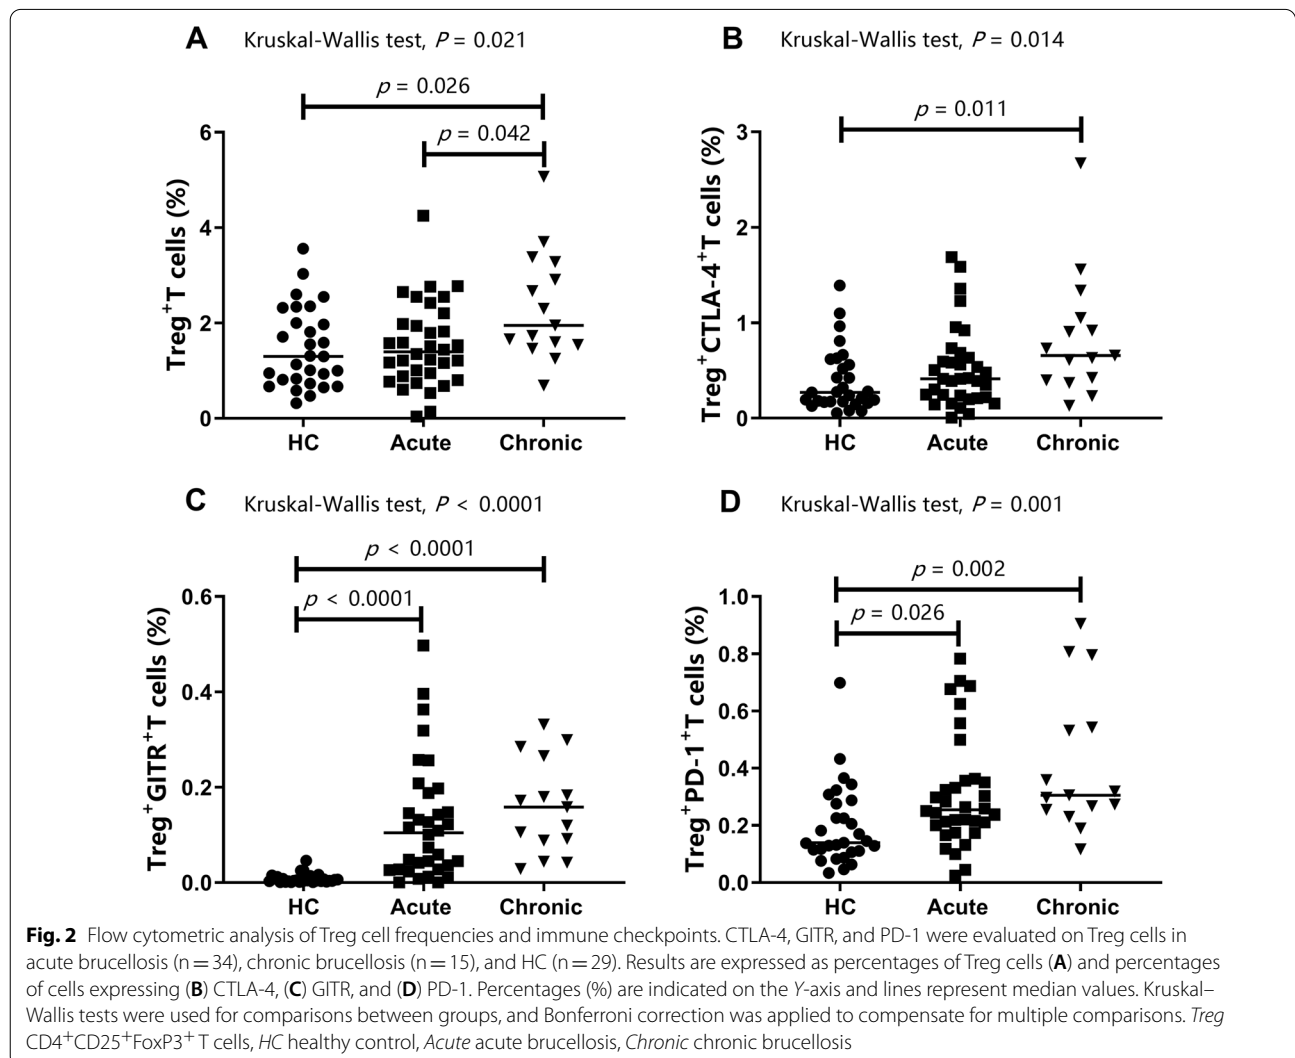 A Kruskal-Wallis test, P = 0.021
p = 0.026
p = 0.042
Treg⁺T cells (%)
6
4
2
0
HC Acute Chronic
B Kruskal-Wallis test, P = 0.014
p = 0.011
Treg⁺CTLA-4⁺T cells (%)
3
2
1
0
HC Acute Chronic
C Kruskal-Wallis test, P < 0.0001
p < 0.0001
p < 0.0001
Treg⁺GITR⁺T cells (%)
0.6
0.4
0.2
0.0
HC Acute Chronic
D Kruskal-Wallis test, P = 0.001
p = 0.002
p = 0.026
Treg⁺PD-1⁺T cells (%)
1.0
0.8
0.6
0.4
0.2
0.0
HC Acute Chronic
Fig. 2 Flow cytometric analysis of Treg cell frequencies and immune checkpoints. CTLA-4, GITR, and PD-1 were evaluated on Treg cells in
acute brucellosis (n = 34), chronic brucellosis (n = 15), and HC (n = 29). Results are expressed as percentages of Treg cells (A) and percentages
of cells expressing (B) CTLA-4, (C) GITR, and (D) PD-1. Percentages (%) are indicated on the Y-axis and lines represent median values. Kruskal–
Wallis tests were used for comparisons between groups, and Bonferroni correction was applied to compensate for multiple comparisons. Treg
CD4⁺CD25⁺FoxP3⁺ T cells, HC healthy control, Acute acute brucellosis, Chronic chronic brucellosis